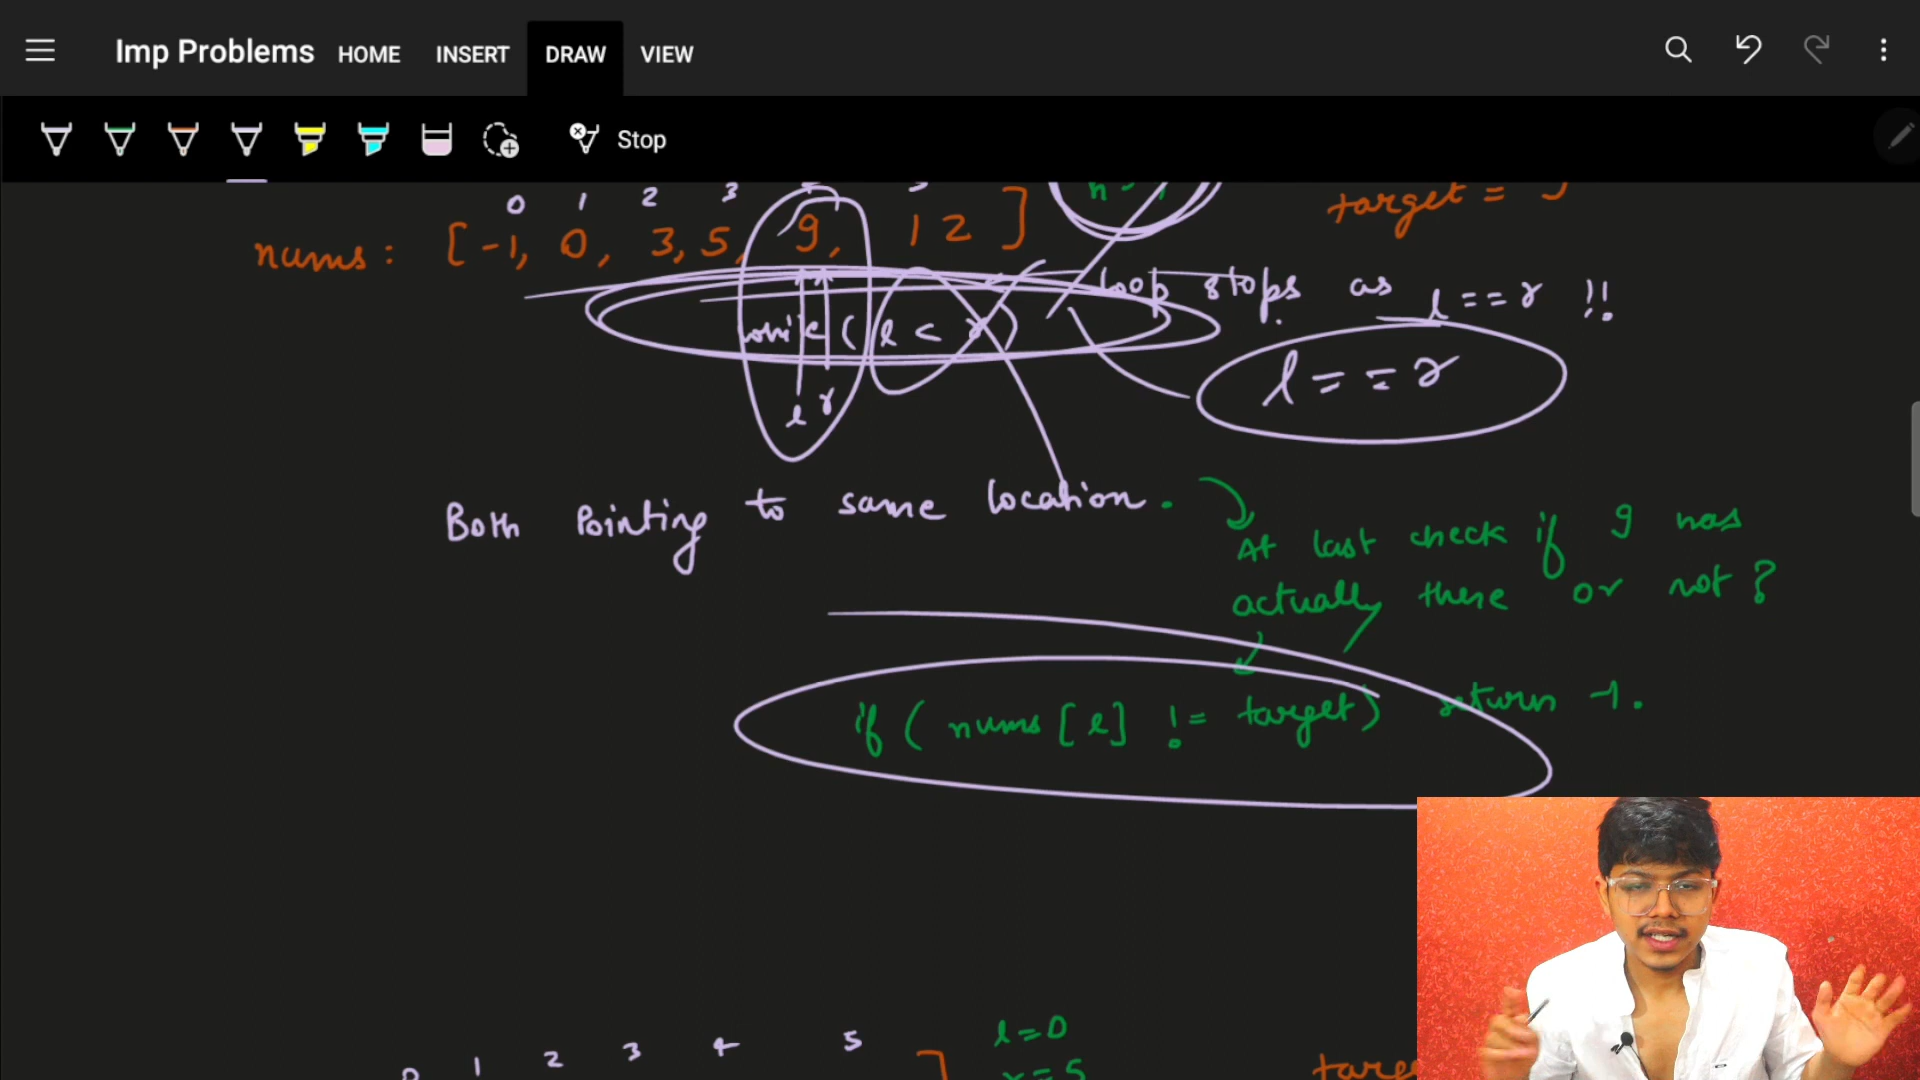 Imp Problems HOME INSERT DRAW VIEW
Stop
0 1 2 3
nums : [ -1, 0, 3, 5, 9, 12 ]
target =
loop stops as l == r !!
while ( l < r )
l == r
l r
Both Pointing to same location.
At last check if 9 was
actually there or not ?
if ( nums [ l ] != target) return -1.
0 1 2 3 4 5
l = 0
r = 5
]